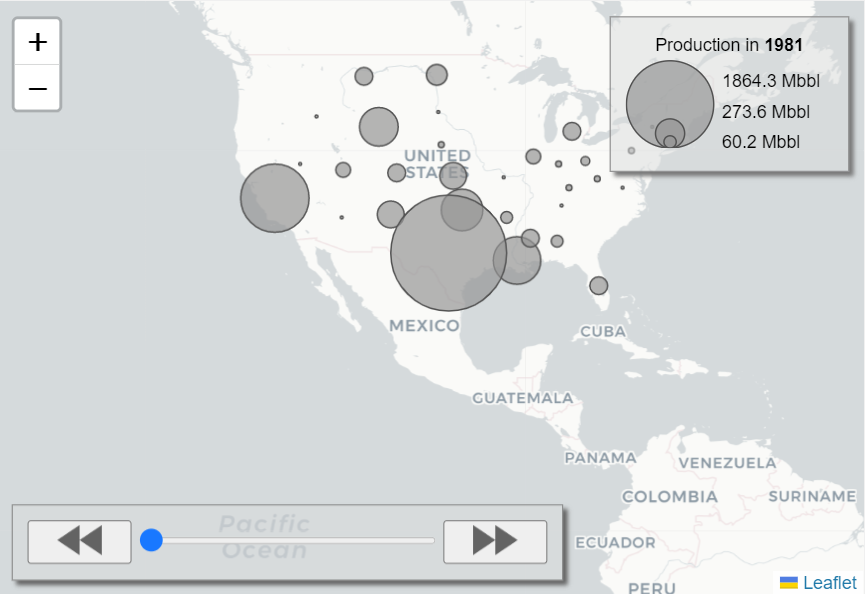 +
−
Production in 1981
1864.3 Mbbl
273.6 Mbbl
60.2 Mbbl
UNITED
STATES
MEXICO
CUBA
GUATEMALA
PANAMA
VENEZUELA
COLOMBIA
SURINAME
Pacific
Ocean
ECUADOR
PERU
Leaflet